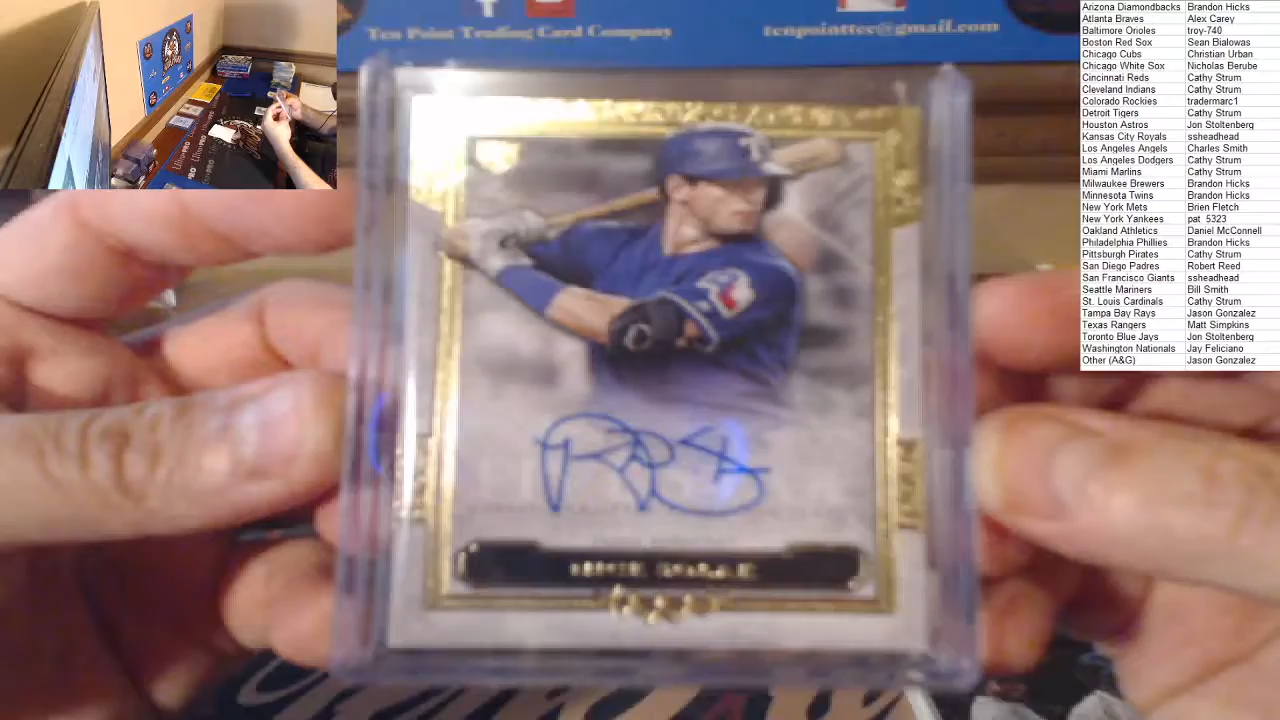 Ten Point Trading Card Company
tenpointtcc@gmail.com
Arizona Diamondbacks Brandon Hicks
Atlanta Braves Alex Carey
Baltimore Orioles troy-740
Boston Red Sox Sean Bialowas
Chicago Cubs Christian Urban
Chicago White Sox Nicholas Berube
Cincinnati Reds Cathy Strum
Cleveland Indians Cathy Strum
Colorado Rockies tradermarc1
Detroit Tigers Cathy Strum
Houston Astros Jon Stoltenberg
Kansas City Royals ssheadhead
Los Angeles Angels Charles Smith
Los Angeles Dodgers Cathy Strum
Miami Marlins Cathy Strum
Milwaukee Brewers Brandon Hicks
Minnesota Twins Brandon Hicks
New York Mets Brien Fletch
New York Yankees pat_5323
Oakland Athletics Daniel McConnell
Philadelphia Phillies Brandon Hicks
Pittsburgh Pirates Cathy Strum
San Diego Padres Robert Reed
San Francisco Giants ssheadhead
Seattle Mariners Bill Smith
St. Louis Cardinals Cathy Strum
Tampa Bay Rays Jason Gonzalez
Texas Rangers Matt Simpkins
Toronto Blue Jays Jon Stoltenberg
Washington Nationals Jay Feliciano
Other (A&G) Jason Gonzalez